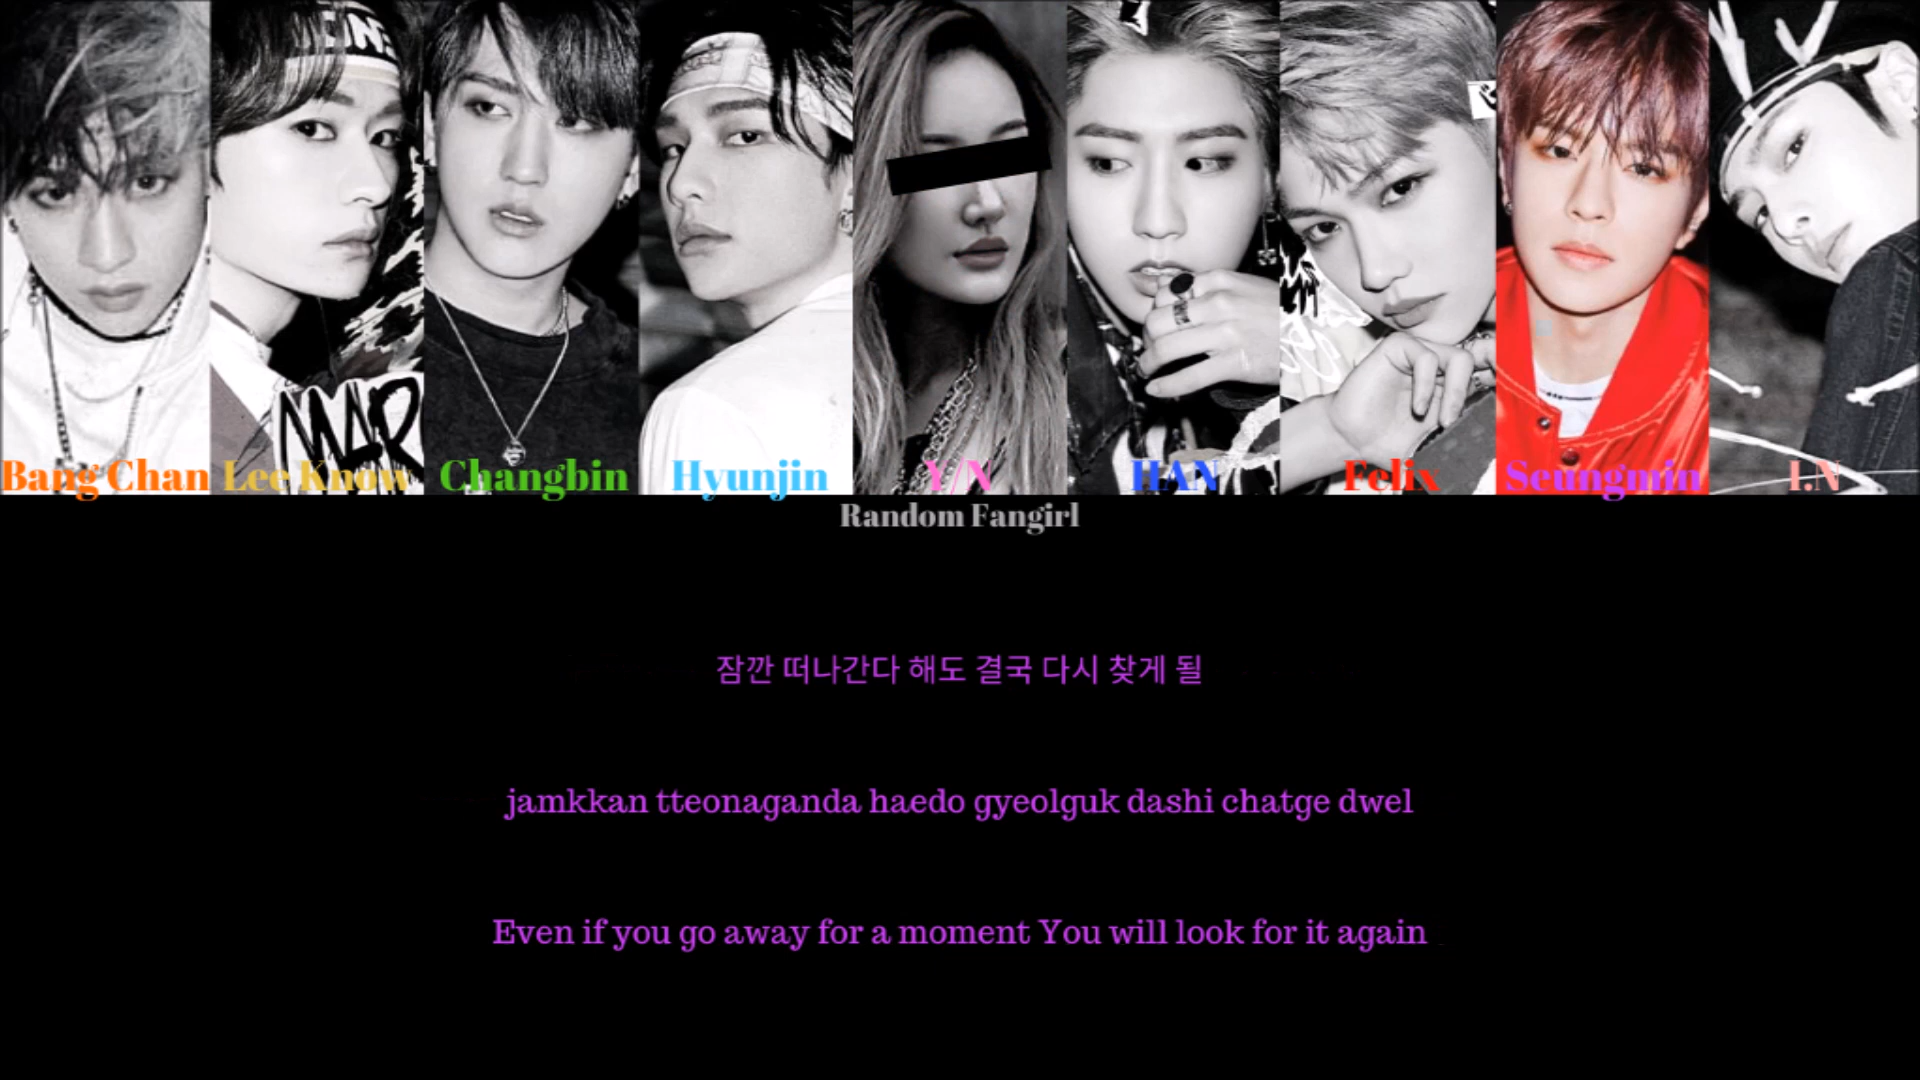 Bang Chan Lee Know Changbin Hyunjin Y/N HAN Felix Seungmin I.N
Random Fangirl
잠깐 떠나간다 해도 결국 다시 찾게 될
jamkkan tteonaganda haedo gyeolguk dashi chatge dwel
Even if you go away for a moment You will look for it again